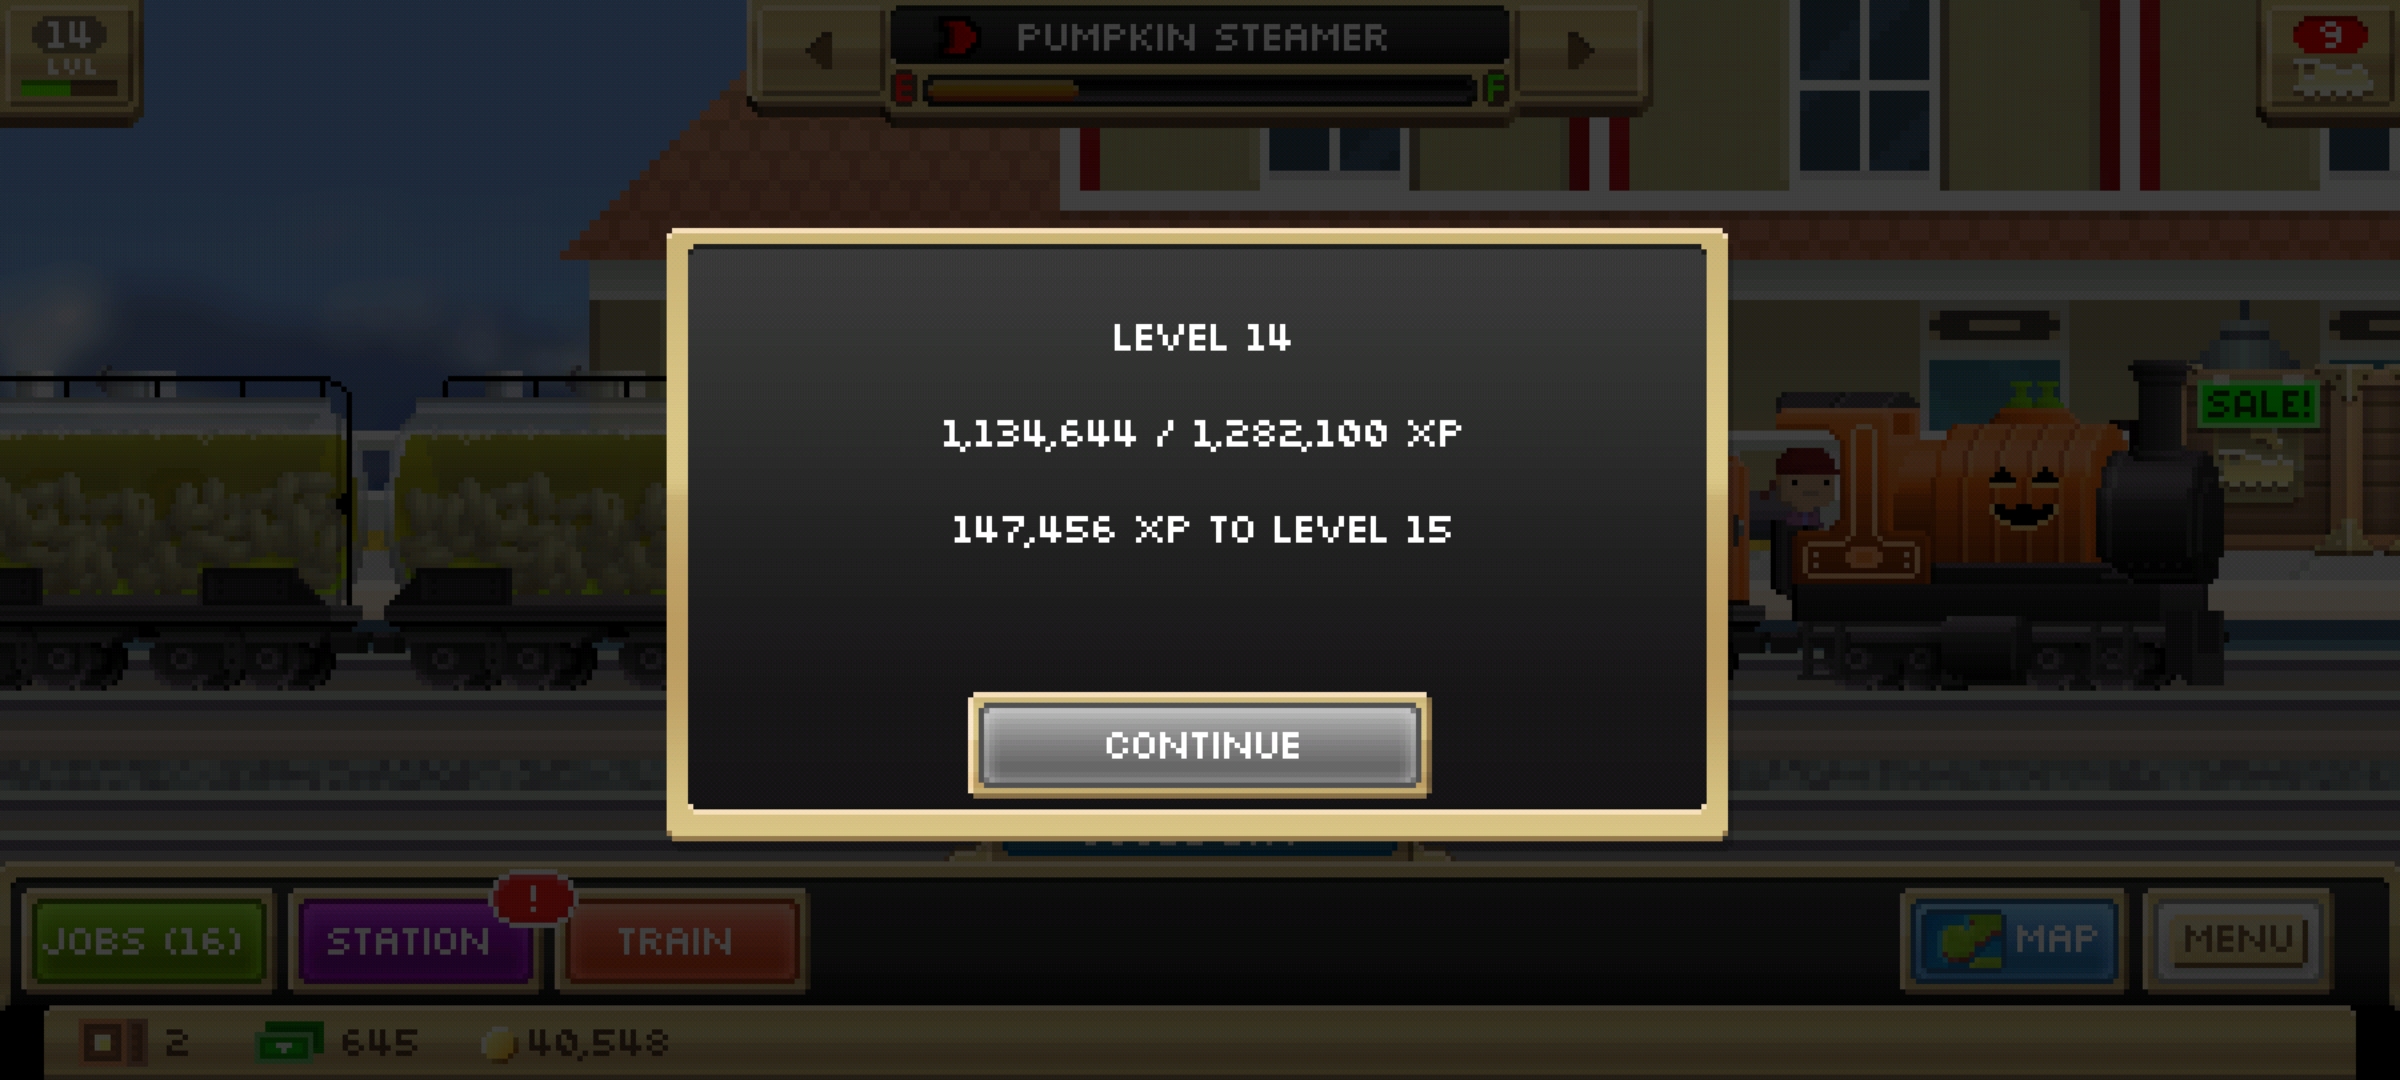 14
LVL
PUMPKIN STEAMER
E
F
9
SALE!
LEVEL 14
1,134,644 / 1,282,100 XP
147,456 XP TO LEVEL 15
CONTINUE
JOBS (16)
STATION
!
TRAIN
MAP
MENU
2
645
40,548